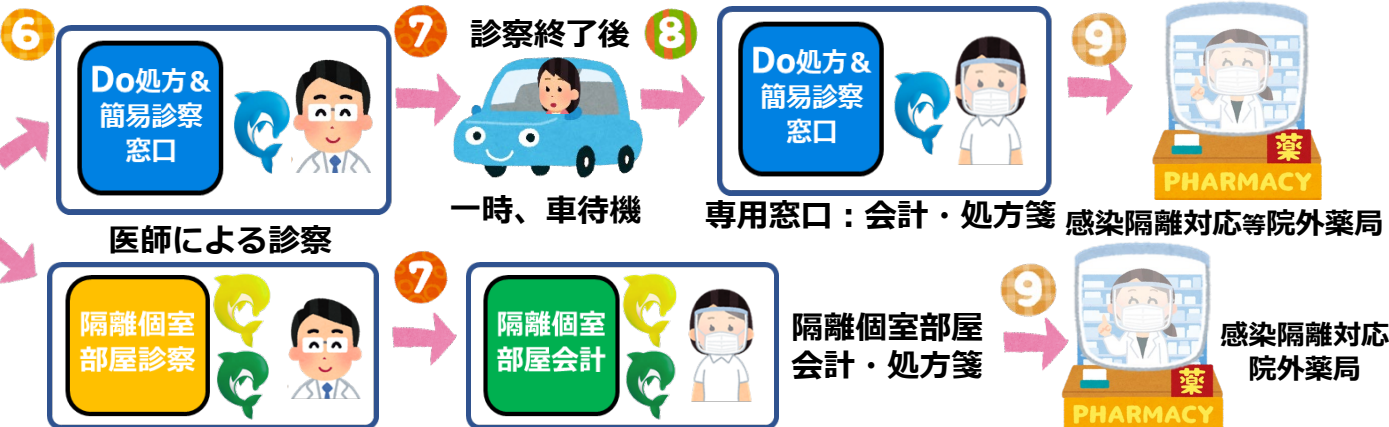 6
Do処方&
簡易診察
窓口
医師による診察
7
診察終了後
一時、車待機
8
Do処方&
簡易診察
窓口
専用窓口：会計・処方箋
9
薬
PHARMACY
感染隔離対応等院外薬局
隔離個室
部屋診察
7
隔離個室
部屋会計
隔離個室部屋
会計・処方箋
9
薬
PHARMACY
感染隔離対応
院外薬局